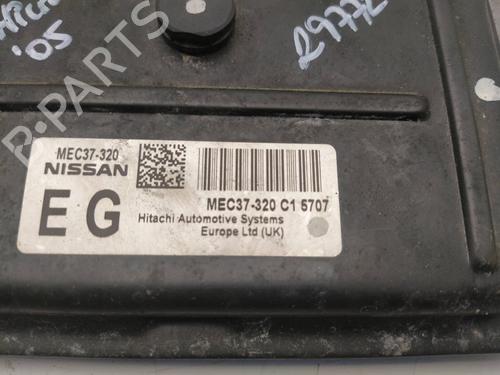 '05
29772
B-PARTS
MEC37-320
NISSAN
EG
MEC37-320 C1 5707
Hitachi Automotive Systems
Europe Ltd (UK)